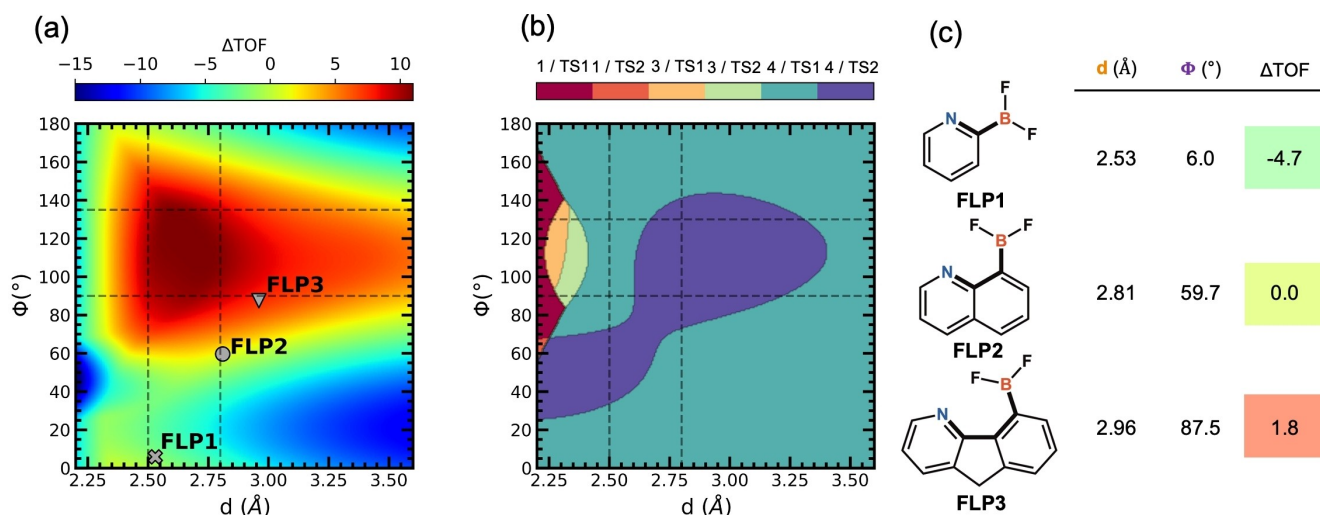 (a)
ΔTOF
−15 −10 −5 0 5 10
Φ(°)
180
160
140
120
100
80
60
40
20
0
FLP3
FLP2
FLP1
2.25 2.50 2.75 3.00 3.25 3.50
d (Å)
(b)
1 / TS1 1 / TS2 3 / TS1 3 / TS2 4 / TS1 4 / TS2
Φ(°)
180
160
140
120
100
80
60
40
20
0
2.25 2.50 2.75 3.00 3.25 3.50
d (Å)
(c)
d (Å) Φ (°) ΔTOF
F
N B
F
FLP1
2.53 6.0 -4.7
F F
B
N
FLP2
2.81 59.7 0.0
F
F B
N
FLP3
2.96 87.5 1.8